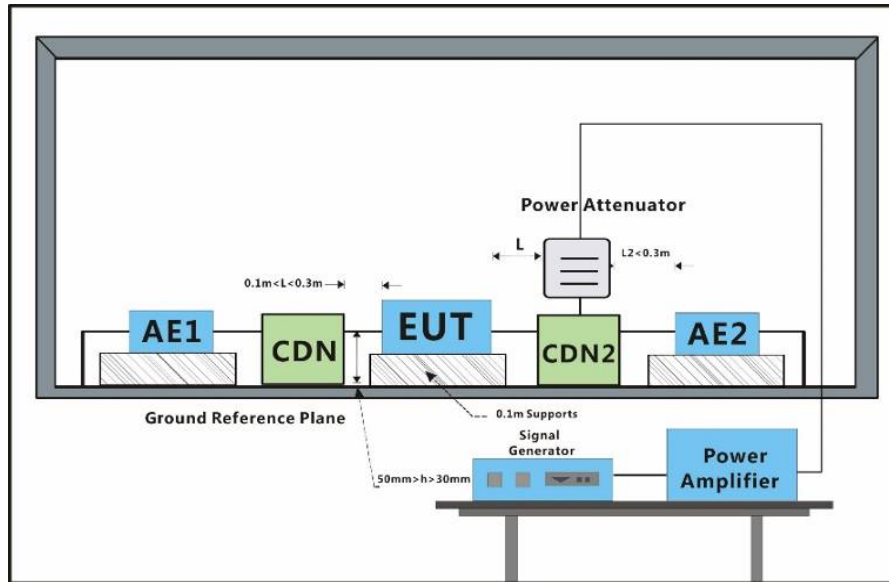 Power Attenuator
L
L2<0.3m
0.1m<L<0.3m
AE1
CDN
EUT
CDN2
AE2
Ground Reference Plane
0.1m Supports
50mm>h>30mm
Signal
Generator
Power
Amplifier